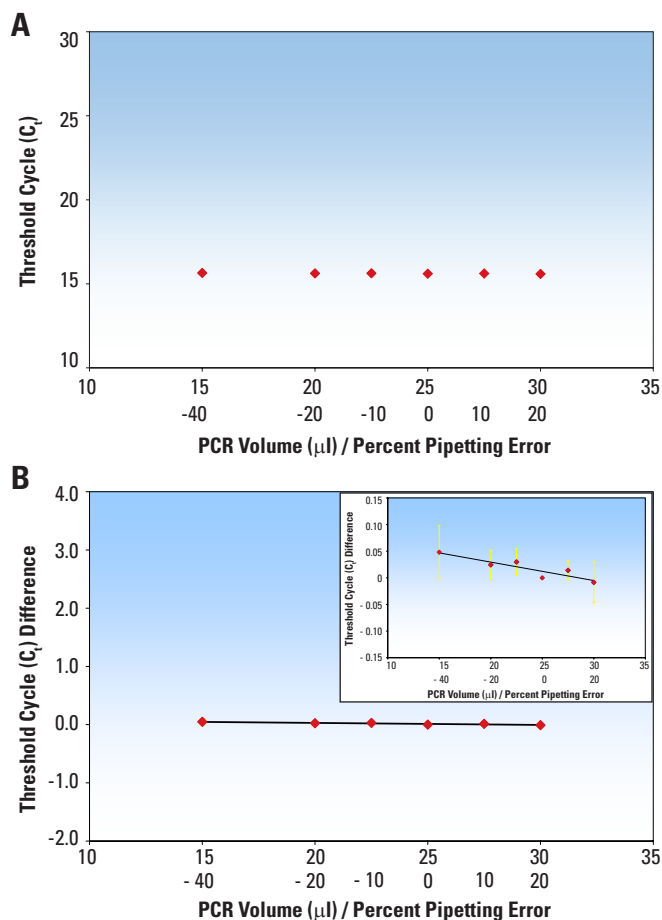 A
30
25
20
15
10
Threshold Cycle (Ct)
10 15 20 25 30 35
-40 -20 -10 0 10 20
PCR Volume (µl) / Percent Pipetting Error
B
4.0
3.0
2.0
1.0
0.0
-1.0
-2.0
Threshold Cycle (Ct) Difference
0.15
0.10
0.05
0
- 0.05
- 0.10
- 0.15
Threshold Cycle (Ct) Difference
10 15 20 25 30 35
- 40 - 20 0 20
PCR Volume (µl) / Percent Pipetting Error
10 15 20 25 30 35
- 40 - 20 - 10 0 10 20
PCR Volume (µl) / Percent Pipetting Error